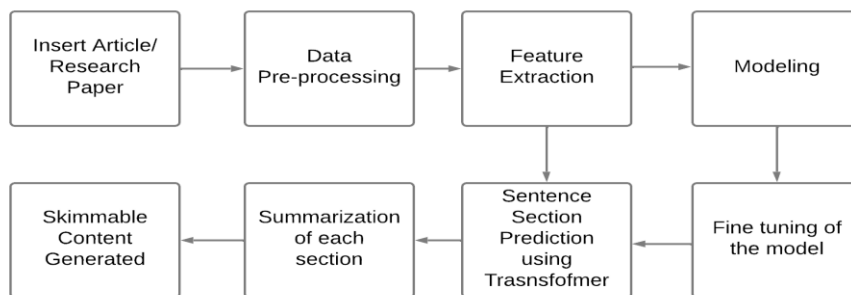 Insert Article/
Research
Paper
Data
Pre-processing
Feature
Extraction
Modeling
Skimmable
Content
Generated
Summarization
of each
section
Sentence
Section
Prediction
using
Trasnsfofmer
Fine tuning of
the model